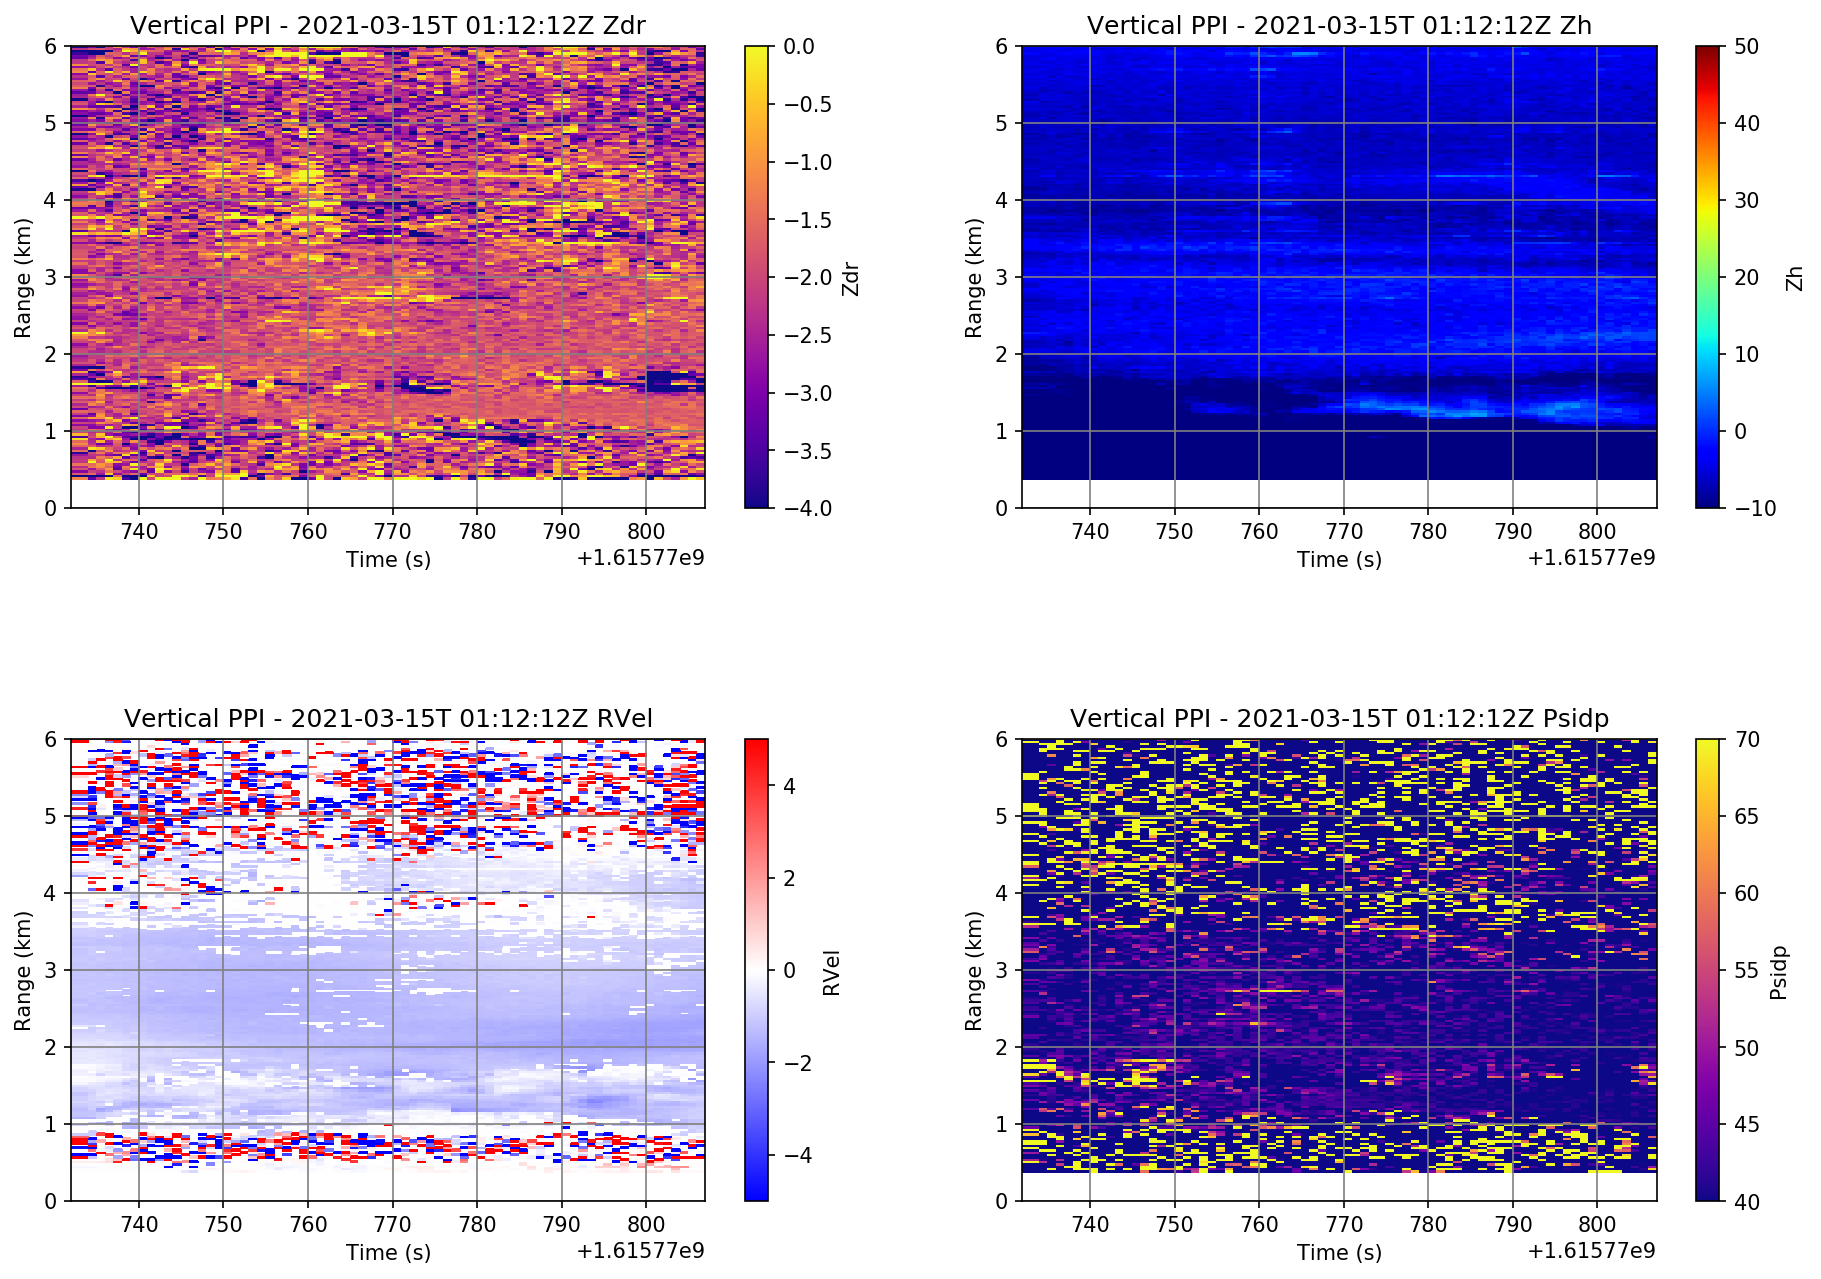 Vertical PPI - 2021-03-15T 01:12:12Z Zdr
6
5
4
3
2
1
0
Range (km)
740 750 760 770 780 790 800
Time (s)
+1.61577e9
0.0
−0.5
−1.0
−1.5
−2.0
−2.5
−3.0
−3.5
−4.0
Zdr
Vertical PPI - 2021-03-15T 01:12:12Z Zh
6
5
4
3
2
1
0
Range (km)
740 750 760 770 780 790 800
Time (s)
+1.61577e9
50
40
30
20
10
0
−10
Zh
Vertical PPI - 2021-03-15T 01:12:12Z RVel
6
5
4
3
2
1
0
Range (km)
740 750 760 770 780 790 800
Time (s)
+1.61577e9
4
2
0
−2
−4
RVel
Vertical PPI - 2021-03-15T 01:12:12Z Psidp
6
5
4
3
2
1
0
Range (km)
740 750 760 770 780 790 800
Time (s)
+1.61577e9
70
65
60
55
50
45
40
Psidp